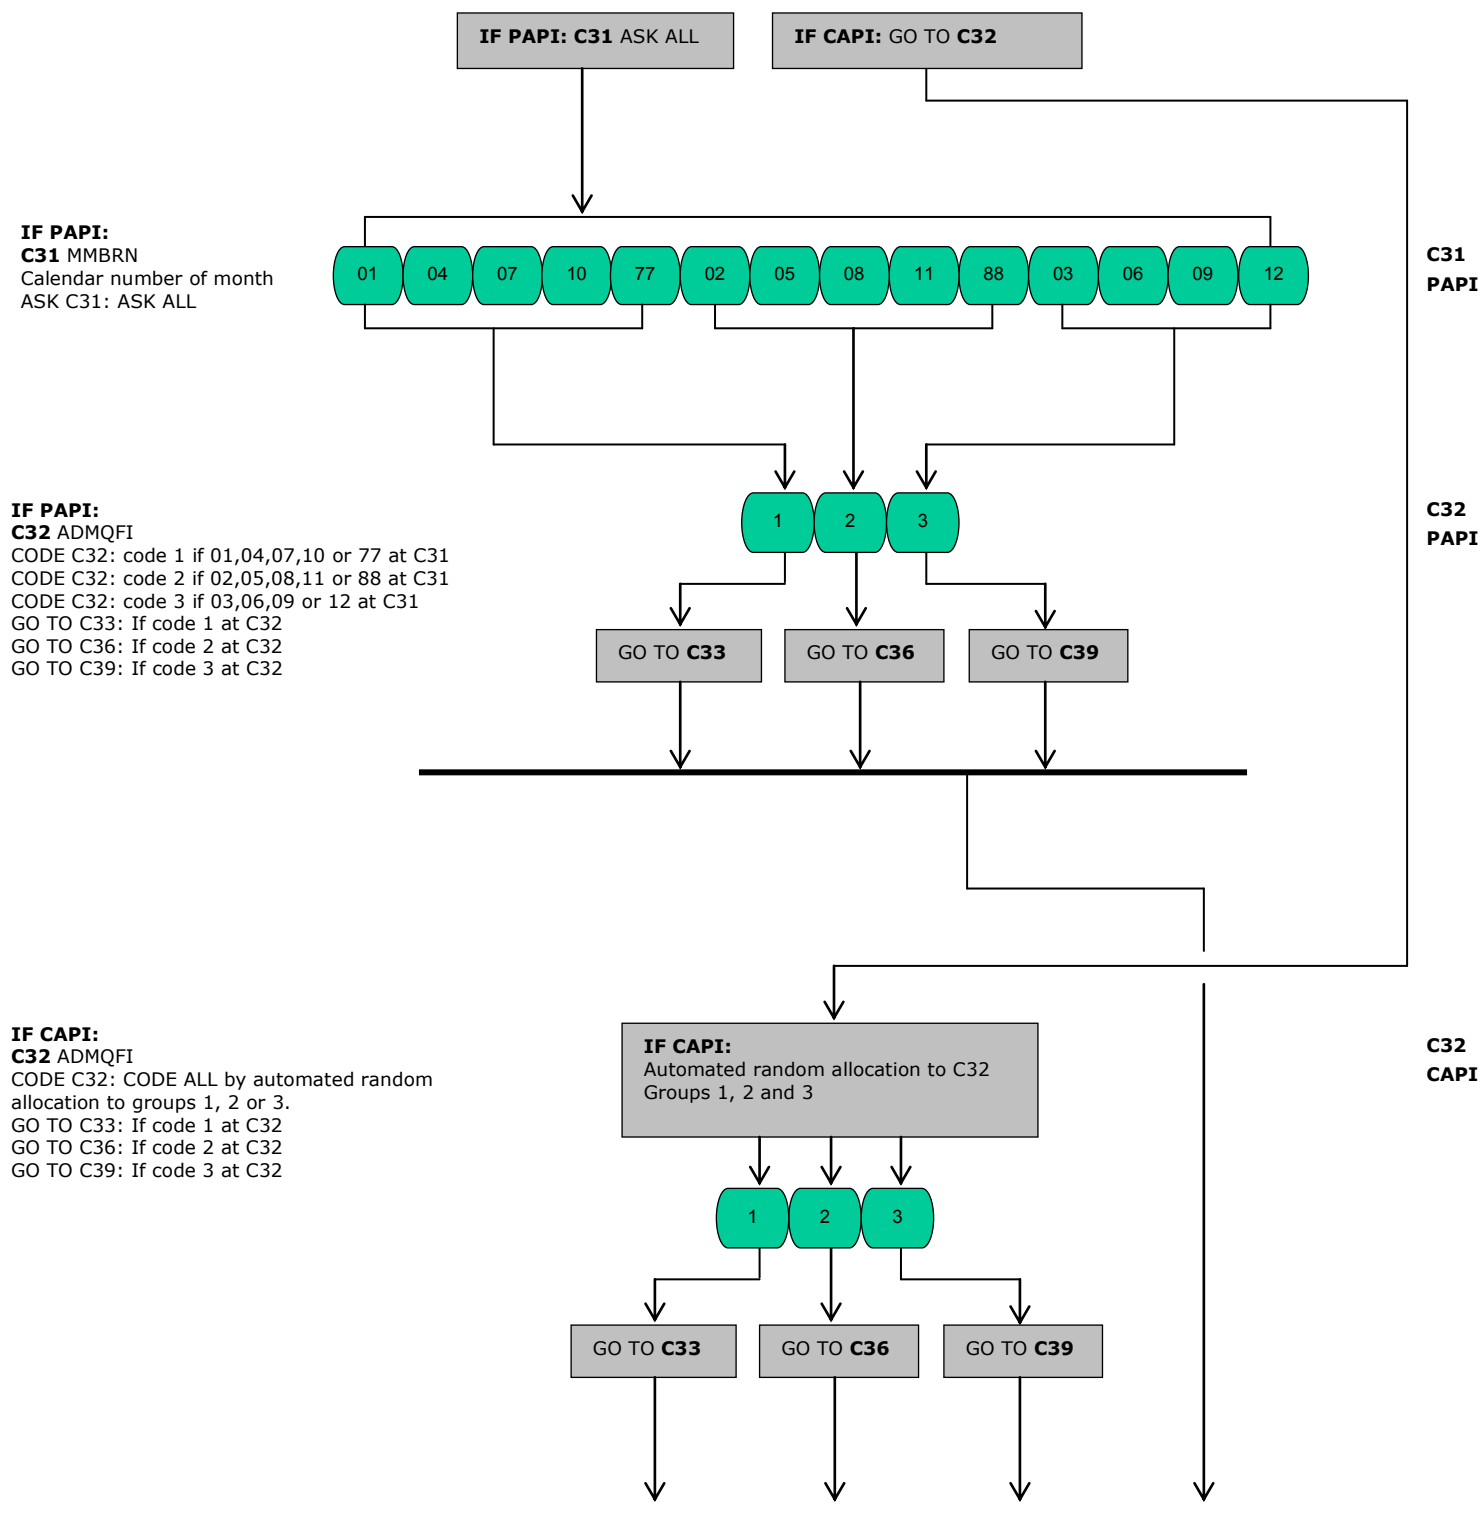 IF PAPI: C31 ASK ALL
IF CAPI: GO TO C32
IF PAPI:
C31 MMBRN
Calendar number of month
ASK C31: ASK ALL
01 04 07 10 77 02 05 08 11 88 03 06 09 12
C31
PAPI
IF PAPI:
C32 ADMQFI
CODE C32: code 1 if 01,04,07,10 or 77 at C31
CODE C32: code 2 if 02,05,08,11 or 88 at C31
CODE C32: code 3 if 03,06,09 or 12 at C31
GO TO C33: If code 1 at C32
GO TO C36: If code 2 at C32
GO TO C39: If code 3 at C32
1 2 3
C32
PAPI
GO TO C33
GO TO C36
GO TO C39
IF CAPI:
C32 ADMQFI
CODE C32: CODE ALL by automated random
allocation to groups 1, 2 or 3.
GO TO C33: If code 1 at C32
GO TO C36: If code 2 at C32
GO TO C39: If code 3 at C32
IF CAPI:
Automated random allocation to C32
Groups 1, 2 and 3
C32
CAPI
1 2 3
GO TO C33
GO TO C36
GO TO C39